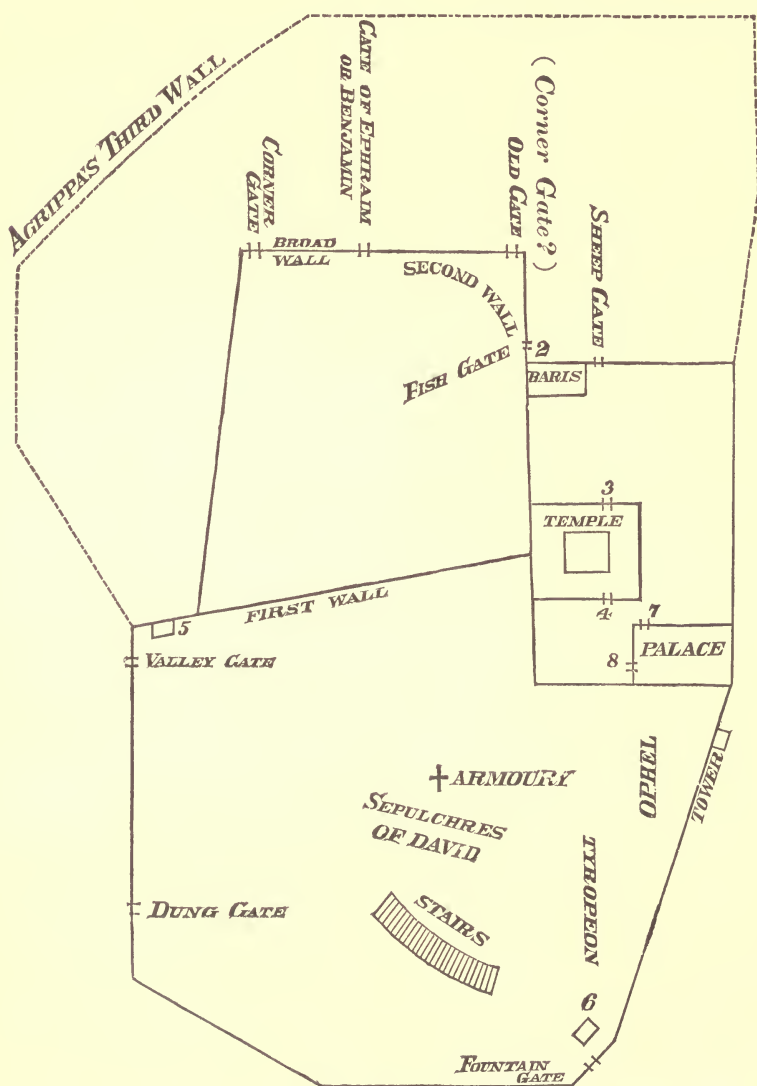 AGRIPPA'S THIRD WALL
GATE OF EPHRAIM
OR BENJAMIN
(Corner Gate?)
OLD GATE
CORNER
GATE
BROAD
WALL
SECOND WALL
SHEEP GATE
2
FISH GATE
BARIS
3
TEMPLE
4
FIRST WALL
5
7
VALLEY GATE
8
PALACE
OPHEL
TOWER
ARMOURY
SEPULCHRES
OF DAVID
TYROPEON
DUNG GATE
STAIRS
6
FOUNTAIN
GATE